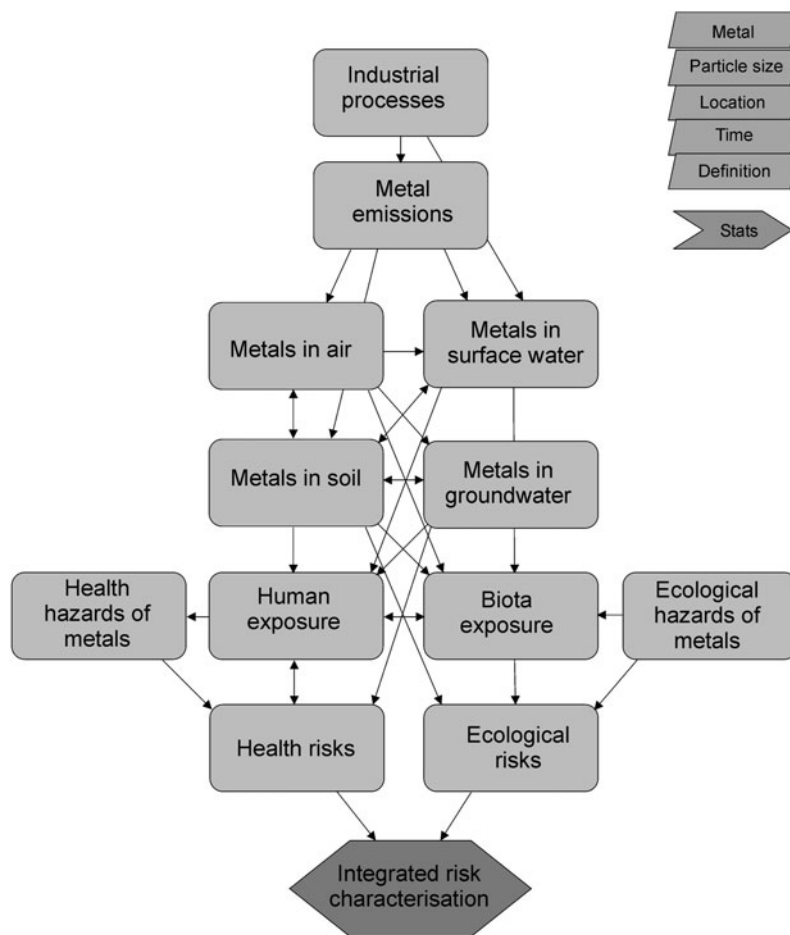 Metal
Particle size
Location
Time
Definition
Stats
Industrial
processes
Metal
emissions
Metals in air
Metals in
surface water
Metals in soil
Metals in
groundwater
Health
hazards of
metals
Human
exposure
Biota
exposure
Ecological
hazards of
metals
Health risks
Ecological
risks
Integrated risk
characterisation